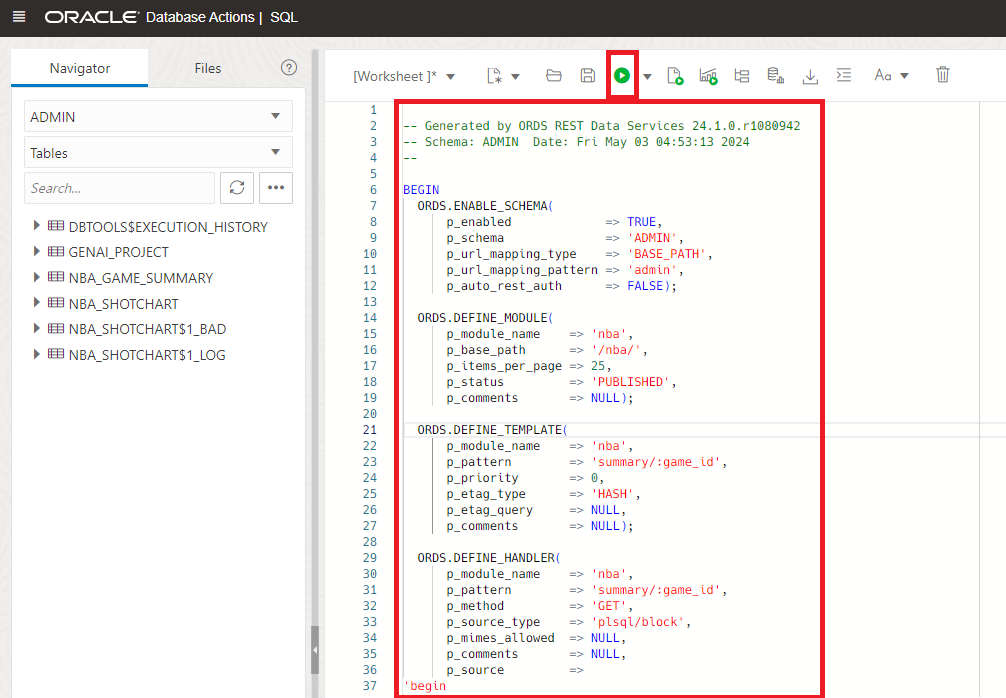 ORACLE Database Actions | SQL
Navigator
Files
?
ADMIN
Tables
Search...
DBTOOLS$EXECUTION_HISTORY
GENAI_PROJECT
NBA_GAME_SUMMARY
NBA_SHOTCHART
NBA_SHOTCHART$1_BAD
NBA_SHOTCHART$1_LOG
[Worksheet ]*
Aa
1
2 -- Generated by ORDS REST Data Services 24.1.0.r1080942
3 -- Schema: ADMIN  Date: Fri May 03 04:53:13 2024
4 --
5
6 BEGIN
7   ORDS.ENABLE_SCHEMA(
8       p_enabled             => TRUE,
9       p_schema              => 'ADMIN',
10       p_url_mapping_type    => 'BASE_PATH',
11       p_url_mapping_pattern => 'admin',
12       p_auto_rest_auth      => FALSE);
13
14   ORDS.DEFINE_MODULE(
15       p_module_name    => 'nba',
16       p_base_path      => '/nba/',
17       p_items_per_page => 25,
18       p_status         => 'PUBLISHED',
19       p_comments       => NULL);
20
21   ORDS.DEFINE_TEMPLATE(
22       p_module_name    => 'nba',
23       p_pattern        => 'summary/:game_id',
24       p_priority       => 0,
25       p_etag_type      => 'HASH',
26       p_etag_query     => NULL,
27       p_comments       => NULL);
28
29   ORDS.DEFINE_HANDLER(
30       p_module_name    => 'nba',
31       p_pattern        => 'summary/:game_id',
32       p_method         => 'GET',
33       p_source_type    => 'plsql/block',
34       p_mimes_allowed  => NULL,
35       p_comments       => NULL,
36       p_source         =>
37 'begin